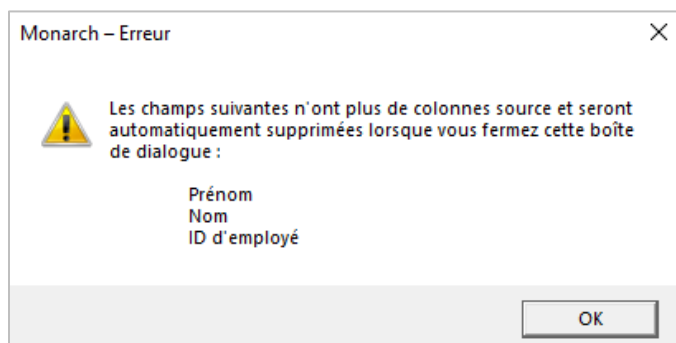 Monarch – Erreur
Les champs suivantes n'ont plus de colonnes source et seront
automatiquement supprimées lorsque vous fermez cette boîte
de dialogue :
Prénom
Nom
ID d'employé
OK